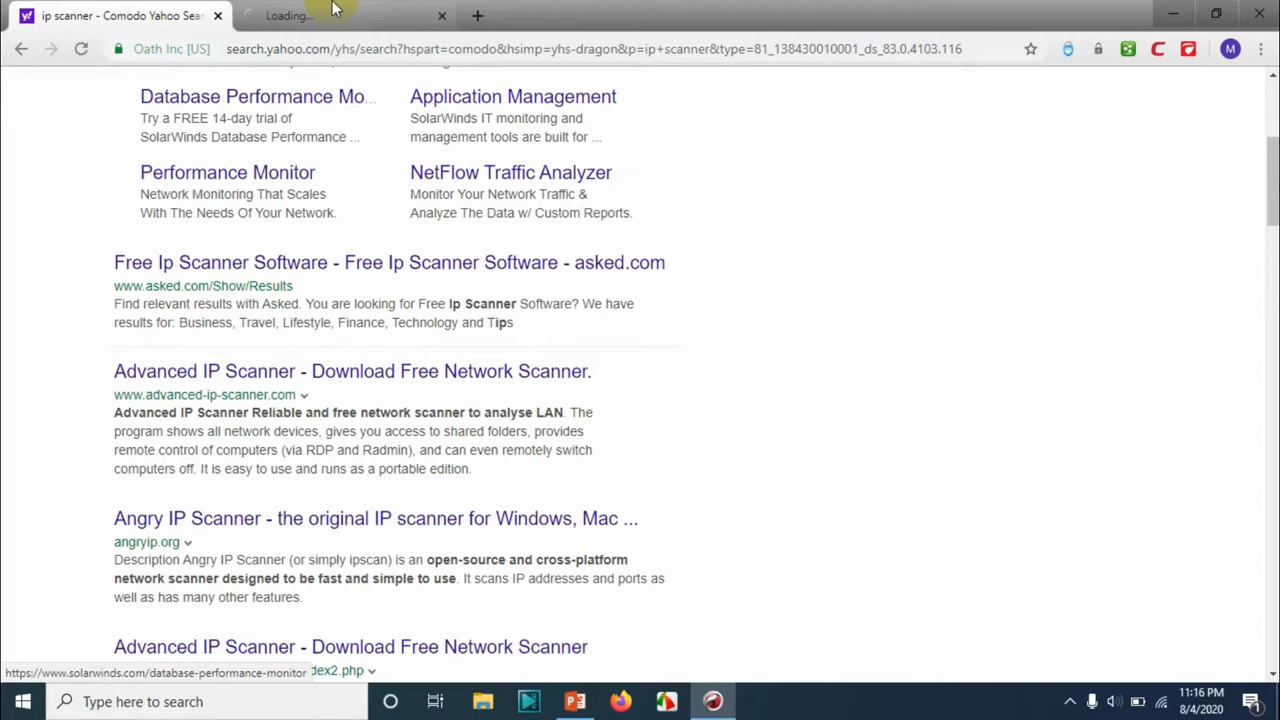 ip scanner - Comodo Yahoo Sear
Loading...
Oath Inc [US]
search.yahoo.com/yhs/search?hspart=comodo&hsimp=yhs-dragon&p=ip+scanner&type=81_138430010001_ds_83.0.4103.116
M
Database Performance Mo...
Application Management
Try a FREE 14-day trial of
SolarWinds Database Performance ...
SolarWinds IT monitoring and
management tools are built for ...
Performance Monitor
NetFlow Traffic Analyzer
Network Monitoring That Scales
With The Needs Of Your Network.
Monitor Your Network Traffic &
Analyze The Data w/ Custom Reports.
Free Ip Scanner Software - Free Ip Scanner Software - asked.com
www.asked.com/Show/Results
Find relevant results with Asked. You are looking for Free Ip Scanner Software? We have
results for: Business, Travel, Lifestyle, Finance, Technology and Tips
Advanced IP Scanner - Download Free Network Scanner.
www.advanced-ip-scanner.com
Advanced IP Scanner Reliable and free network scanner to analyse LAN. The
program shows all network devices, gives you access to shared folders, provides
remote control of computers (via RDP and Radmin), and can even remotely switch
computers off. It is easy to use and runs as a portable edition.
Angry IP Scanner - the original IP scanner for Windows, Mac ...
angryip.org
Description Angry IP Scanner (or simply ipscan) is an open-source and cross-platform
network scanner designed to be fast and simple to use. It scans IP addresses and ports as
well as has many other features.
Advanced IP Scanner - Download Free Network Scanner
https://www.solarwinds.com/database-performance-monitor
dex2.php
Type here to search
11:16 PM
8/4/2020